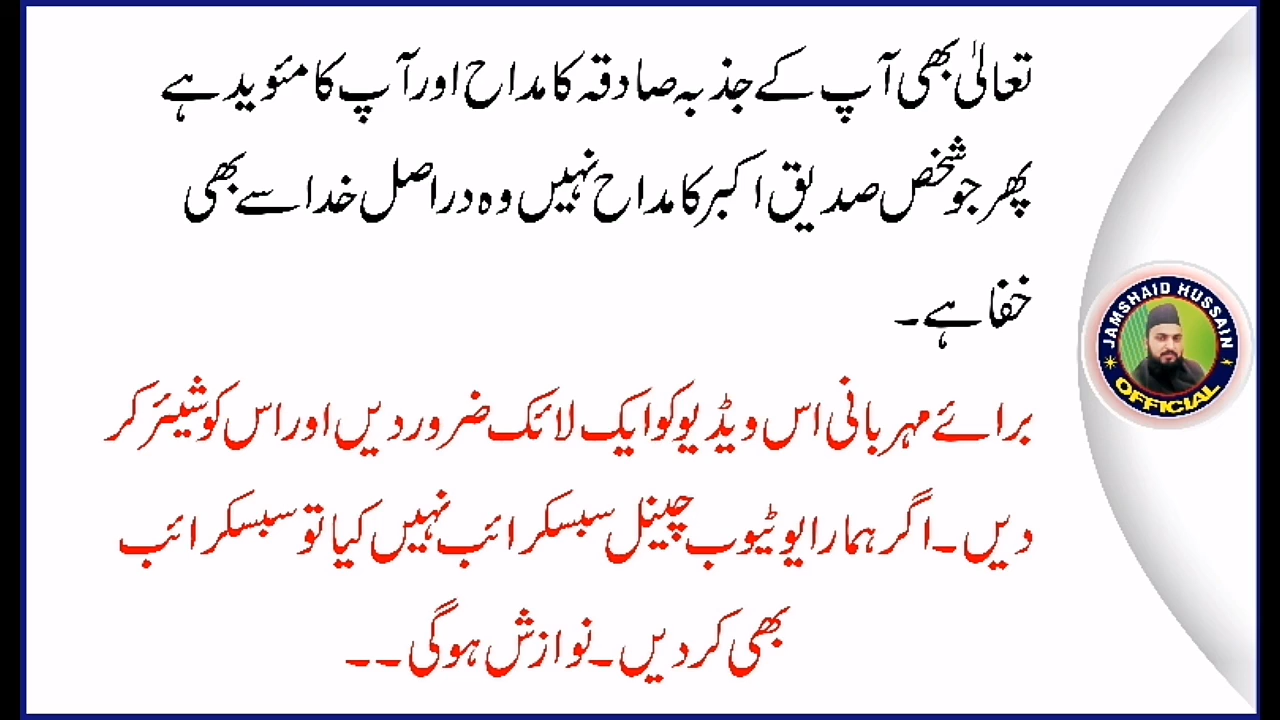 تعالیٰ بھی آپ کے جذبہ صادقہ کا مداح اور آپ کا مئوید ہے
پھر جو شخص صدیق اکبر کا مداح نہیں وہ دراصل خدا سے بھی
خفا ہے۔
برائے مہربانی اس ویڈیو کو ایک لائک ضرور دیں اور اس کو شیئر کر
دیں۔ اگر ہمارا یوٹیوب چینل سبسکرائب نہیں کیا تو سبسکرائب
بھی کر دیں۔ نوازش ہوگی۔۔
JAMSHAID HUSSAIN
OFFICIAL